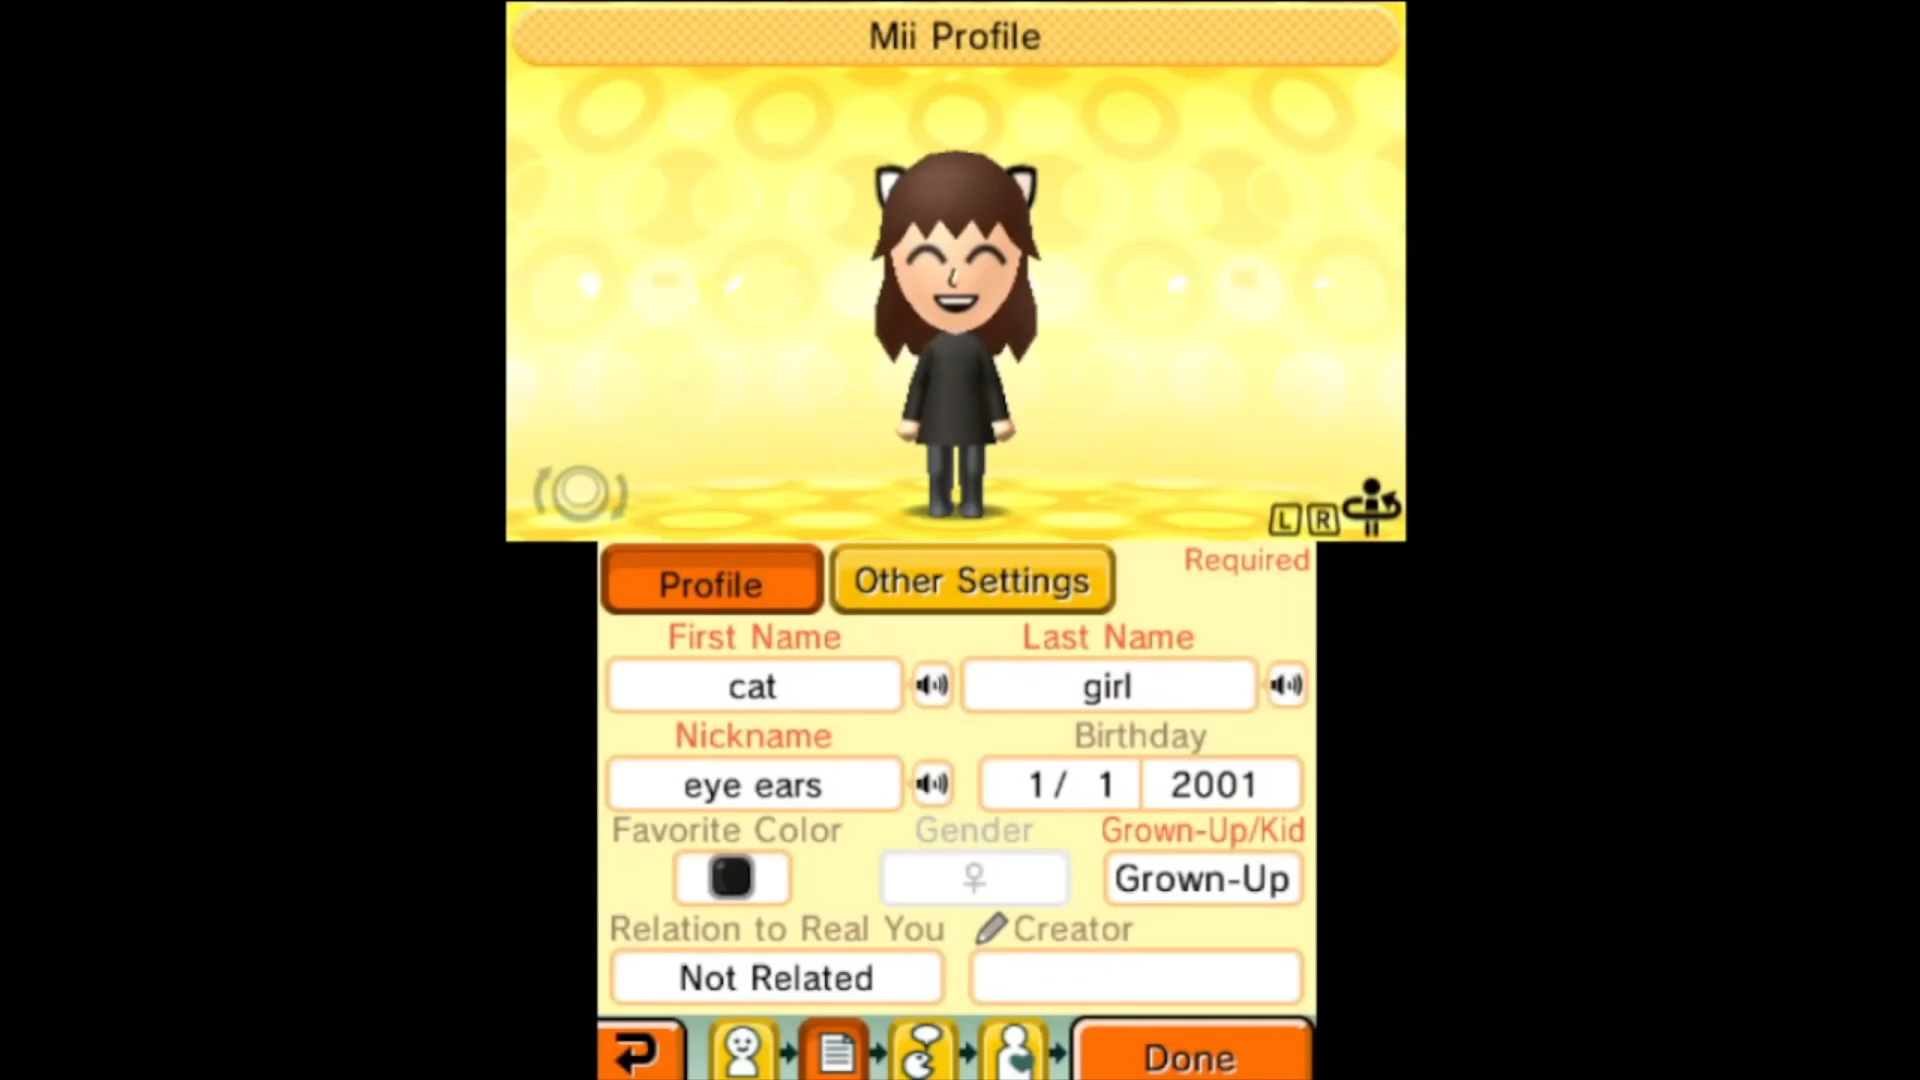 Mii Profile
L R
Required
Profile
Other Settings
First Name
Last Name
cat
girl
Nickname
Birthday
eye ears
1 / 1
2001
Favorite Color
Gender
Grown-Up/Kid
♀
Grown-Up
Relation to Real You
Creator
Not Related
Done